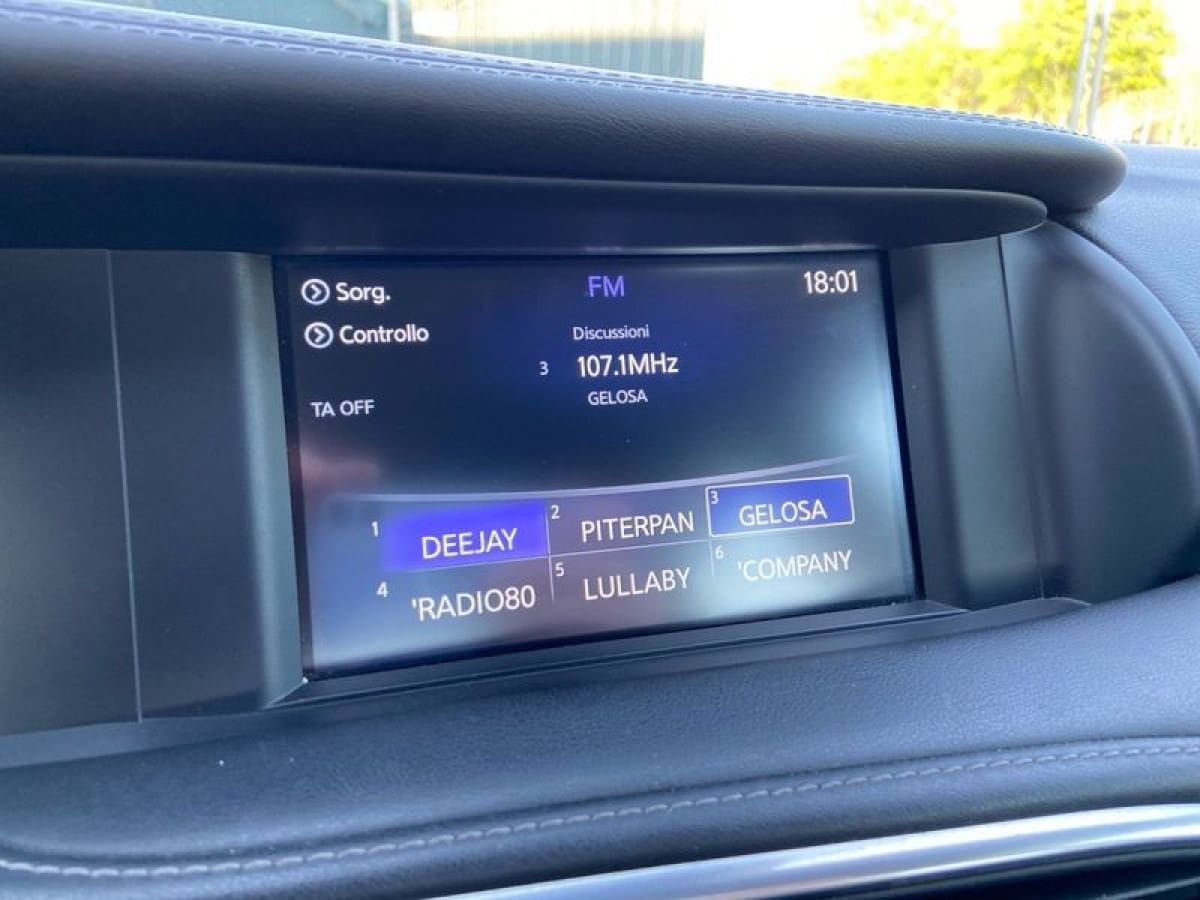 Sorg. FM 18:01
Controllo Discussioni
3 107.1MHz
TA OFF GELOSA
1 DEEJAY 2 PITERPAN 3 GELOSA
4 'RADIO80 5 LULLABY 6 'COMPANY